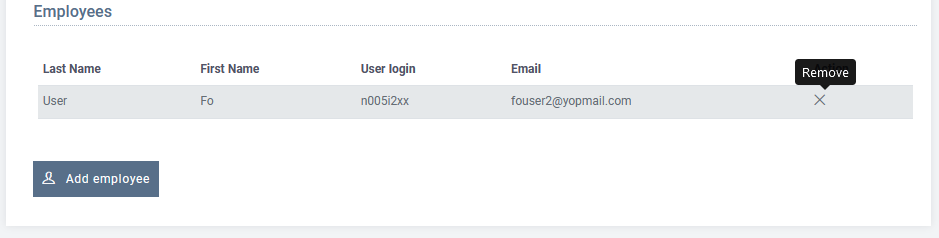 Employees
Last Name First Name User login Email
Remove
User Fo n005i2xx fouser2@yopmail.com
Add employee